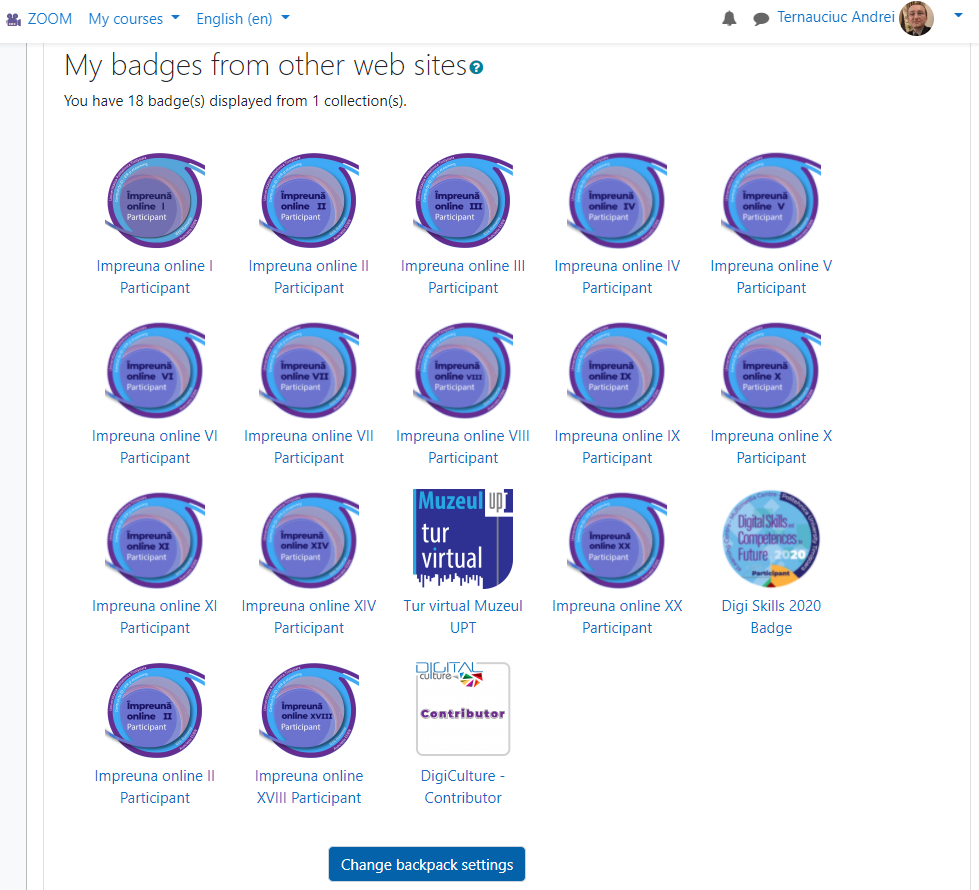 ZOOM My courses English (en) Ternauciuc Andrei
My badges from other web sites
You have 18 badge(s) displayed from 1 collection(s).
Împreună
online I
Participant
Împreună
online II
Participant
Împreună
online III
Participant
Împreună
online IV
Participant
Împreună
online V
Participant
Impreuna online I
Participant
Impreuna online II
Participant
Impreuna online III
Participant
Impreuna online IV
Participant
Impreuna online V
Participant
Împreună
online VI
Participant
Împreună
online VII
Participant
Împreună
online VIII
Participant
Împreună
online IX
Participant
Împreună
online X
Participant
Impreuna online VI
Participant
Impreuna online VII
Participant
Impreuna online VIII
Participant
Impreuna online IX
Participant
Impreuna online X
Participant
Împreună
online XI
Participant
Împreună
online XIV
Participant
Muzeul upt
tur
virtual
Împreună
online XX
Participant
Digital Skills and
Competences for
Future 2020
Participant
Impreuna online XI
Participant
Impreuna online XIV
Participant
Tur virtual Muzeul
UPT
Impreuna online XX
Participant
Digi Skills 2020
Badge
Împreună
online II
Participant
Împreună
online XVIII
Participant
DIGITAL
culture
Contributor
Impreuna online II
Participant
Impreuna online
XVIII Participant
DigiCulture -
Contributor
Change backpack settings